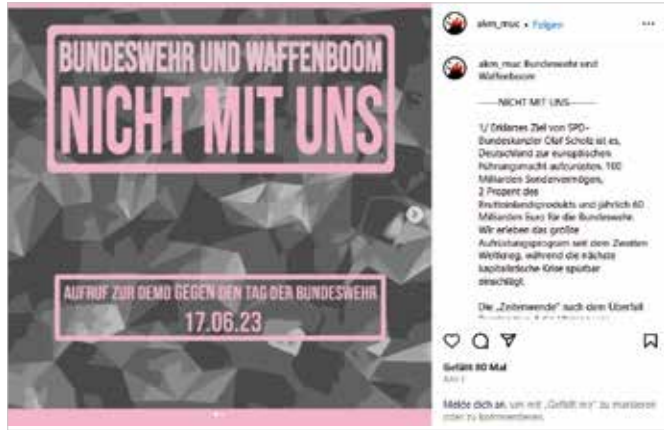 BUNDESWEHR UND WAFFENBOOM
NICHT MIT UNS
AUFRUF ZUR DEMO GEGEN DEN TAG DER BUNDESWEHR
17.06.23
akm_muc • Folgen
akm_muc Bundeswehr und
Waffenboom
-----NICHT MIT UNS-----
1/ Erklärtes Ziel von SPD-
Bundeskanzler Olaf Scholz ist es,
Deutschland zur europäischen
Führungsmacht aufzurüsten. 100
Milliarden Sondervermögen,
2 Prozent des
Bruttoinlandsprodukts und jährlich 60
Milliarden Euro für die Bundeswehr.
Wir erleben das größte
Aufrüstungsprogram seit dem Zweiten
Weltkrieg, während die nächste
kapitalistische Krise spürbar
einschlägt.
Die „Zeitenwende" nach dem Überfall
Gefällt 80 Mal
Melde dich an, um mit „Gefällt mir" zu markieren
oder zu kommentieren.